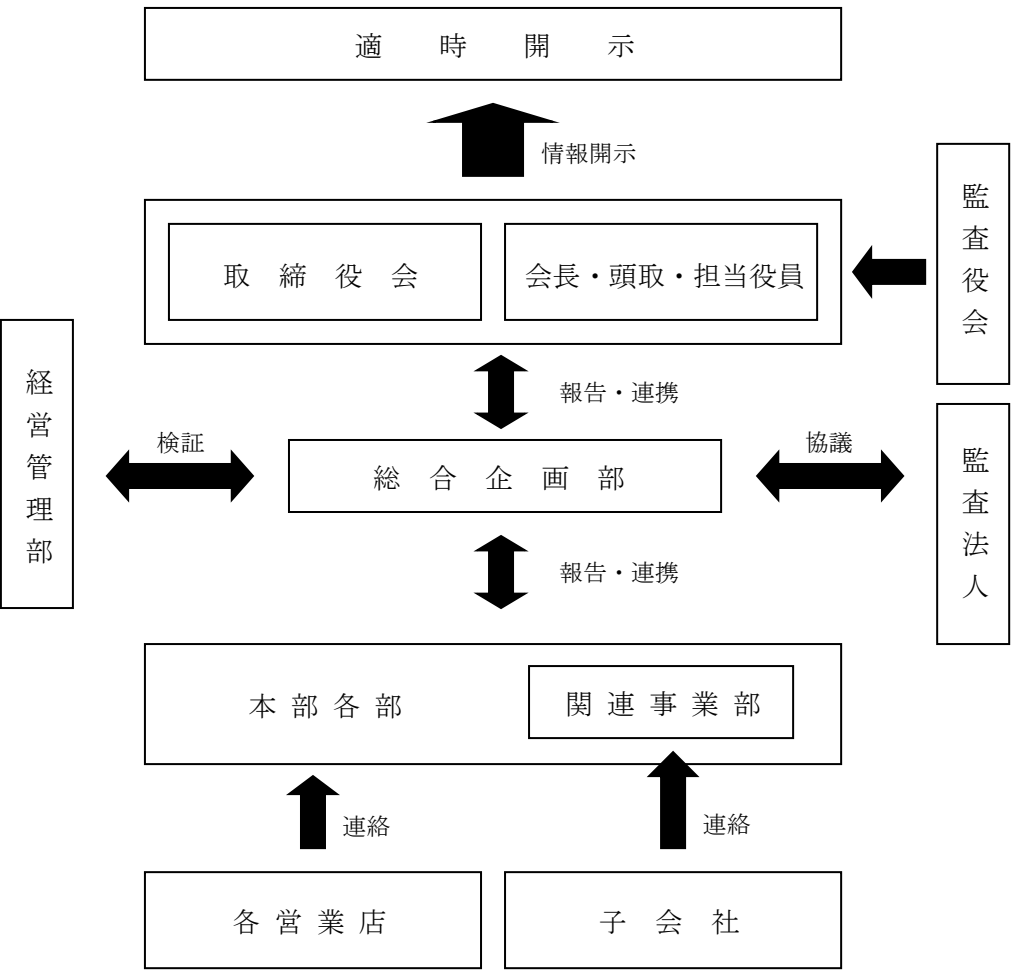 適時開示
情報開示
監査役会
取締役会
会長・頭取・担当役員
報告・連携
経営管理部
検証
総合企画部
協議
監査法人
報告・連携
本部各部
関連事業部
連絡
連絡
各営業店
子会社